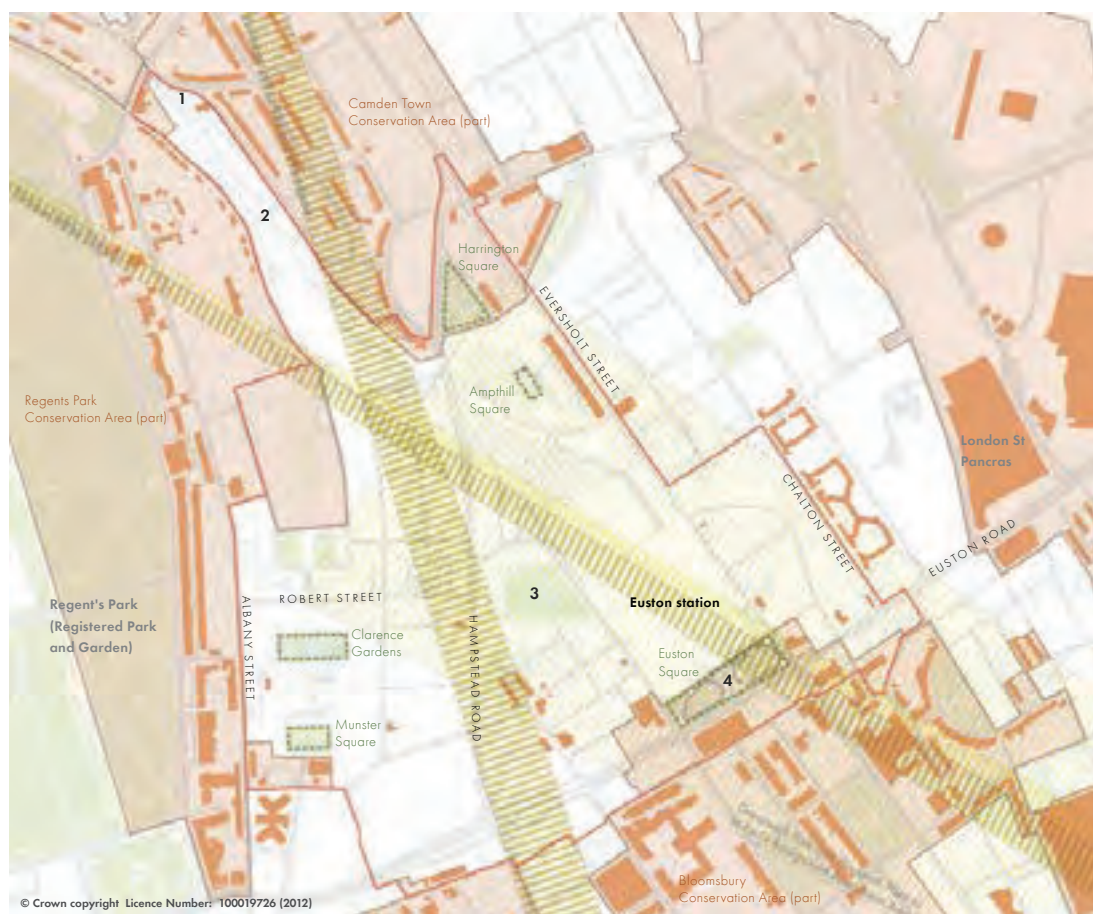 1
Camden Town
Conservation Area (part)
2
Harrington
Square
EVERSHOLT STREET
Ampthill
Square
Regents Park
Conservation Area (part)
London St
Pancras
CHALTON STREET
EUSTON ROAD
3
ROBERT STREET
Euston station
Regent's Park
(Registered Park
and Garden)
ALBANY STREET
HAMPSTEAD ROAD
Clarence
Gardens
Euston
Square
4
Munster
Square
Bloomsbury
Conservation Area (part)
© Crown copyright Licence Number: 100019726 (2012)